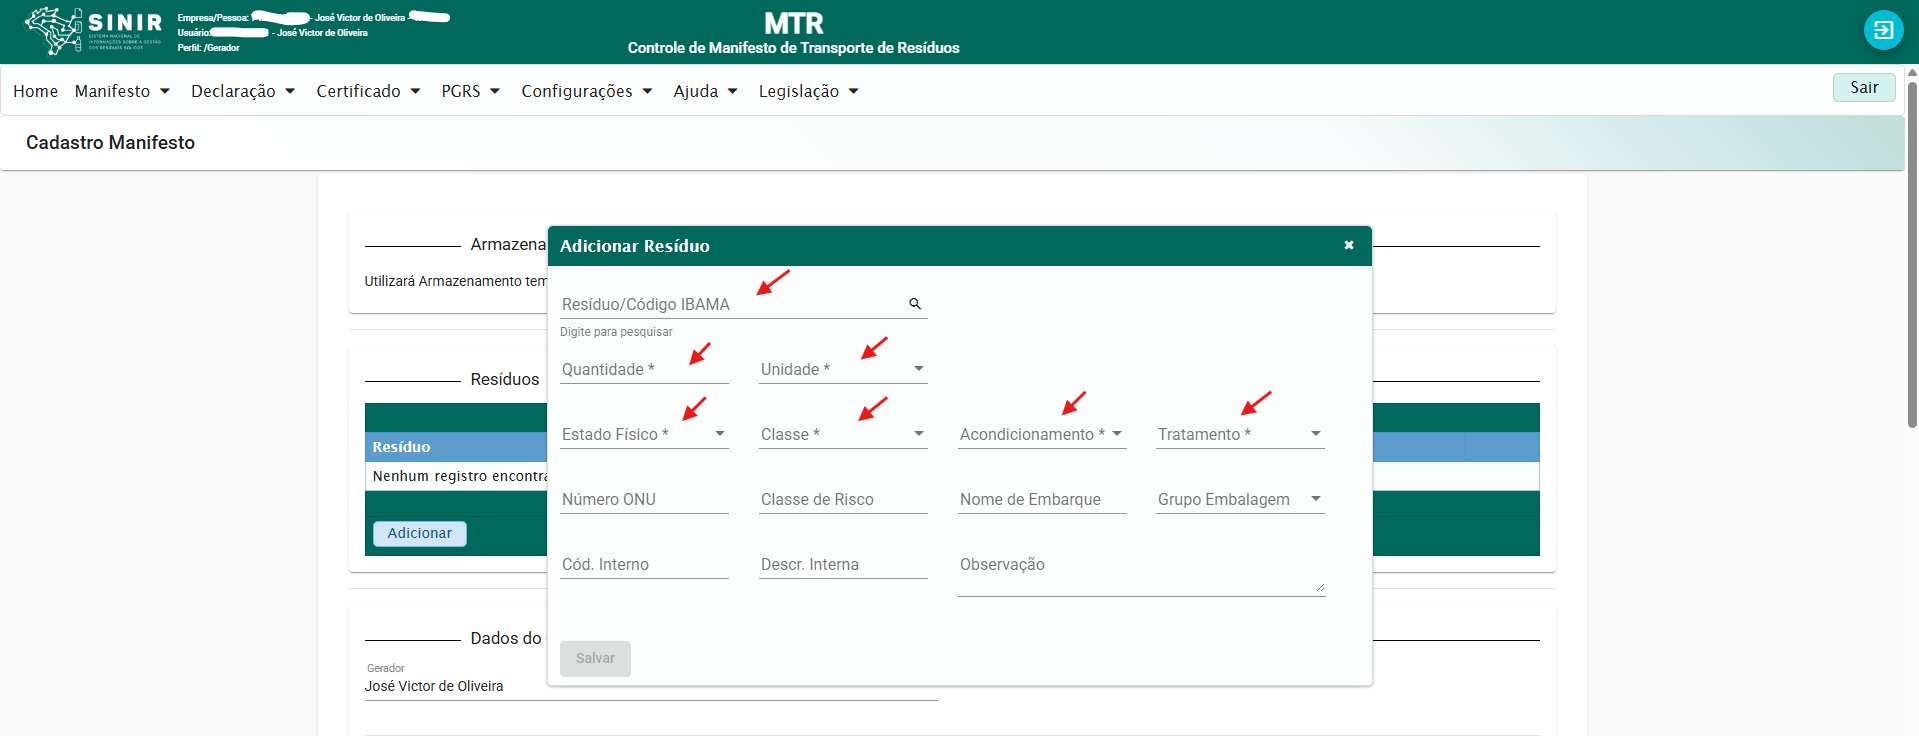 SINIR
SISTEMA NACIONAL DE
INFORMAÇÕES SOBRE A GESTÃO
DOS RESÍDUOS SÓLIDOS
Empresa/Pessoa: - José Victor de Oliveira -
Usuário: - José Victor de Oliveira
Perfil: /Gerador
MTR
Controle de Manifesto de Transporte de Resíduos
Home Manifesto Declaração Certificado PGRS Configurações Ajuda Legislação Sair
Cadastro Manifesto
Armazena
Utilizará Armazenamento tem
Resíduos
Resíduo
Nenhum registro encontra
Adicionar
Dados do
Gerador
José Victor de Oliveira
Adicionar Resíduo
Resíduo/Código IBAMA
Digite para pesquisar
Quantidade * Unidade *
Estado Físico * Classe * Acondicionamento * Tratamento *
Número ONU Classe de Risco Nome de Embarque Grupo Embalagem
Cód. Interno Descr. Interna Observação
Salvar